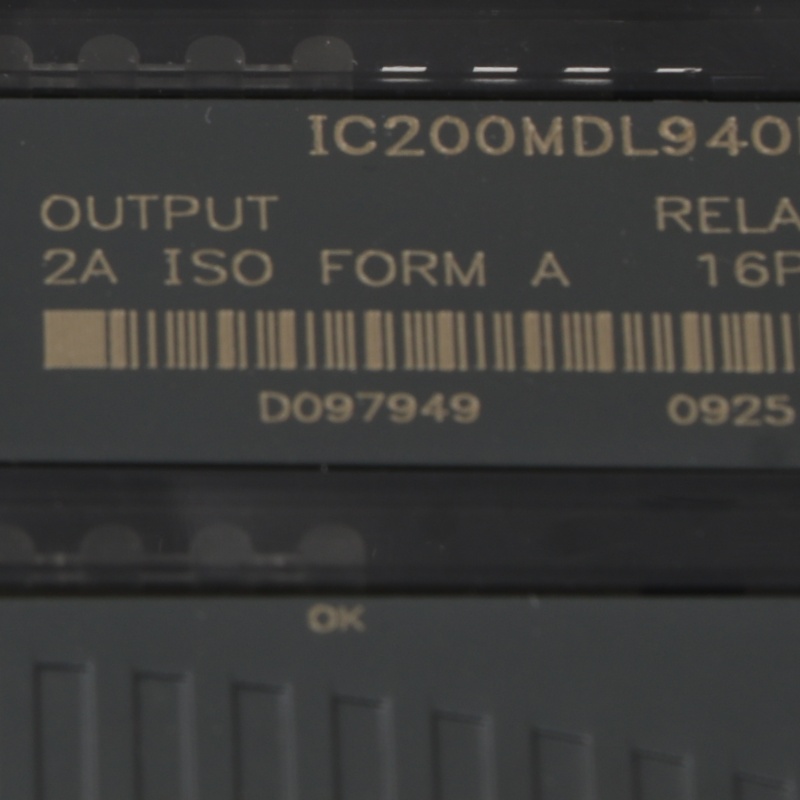 IC200MDL940
OUTPUT RELA
2A ISO FORM A 16P
D097949 0925
OK